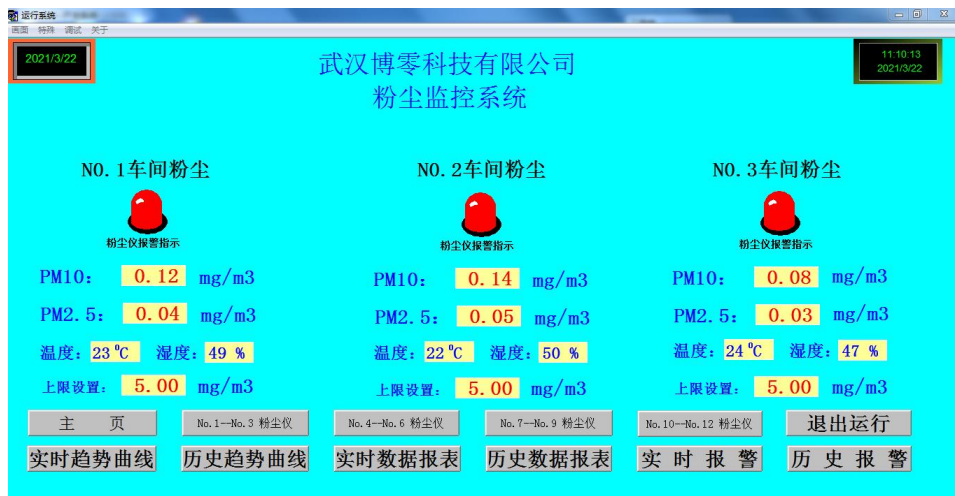 运行系统
画面 特殊 调试 关于
2021/3/22
武汉博零科技有限公司
粉尘监控系统
11:10:13
2021/3/22
NO.1车间粉尘 NO.2车间粉尘 NO.3车间粉尘
粉尘仪报警指示 粉尘仪报警指示 粉尘仪报警指示
PM10: 0.12 mg/m3 PM10: 0.14 mg/m3 PM10: 0.08 mg/m3
PM2.5: 0.04 mg/m3 PM2.5: 0.05 mg/m3 PM2.5: 0.03 mg/m3
温度: 23℃ 湿度: 49 % 温度: 22℃ 湿度: 50 % 温度: 24℃ 湿度: 47 %
上限设置: 5.00 mg/m3 上限设置: 5.00 mg/m3 上限设置: 5.00 mg/m3
主 页 No.1--No.3 粉尘仪 No.4--No.6 粉尘仪 No.7--No.9 粉尘仪 No.10--No.12 粉尘仪 退出运行
实时趋势曲线 历史趋势曲线 实时数据报表 历史数据报表 实 时 报 警 历 史 报 警